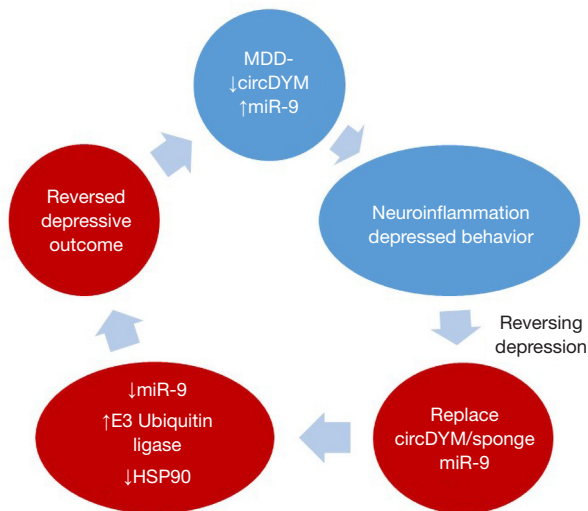 MDD-
↓circDYM
↑miR-9
Neuroinflammation
depressed behavior
Reversing
depression
Replace
circDYM/sponge
miR-9
↓miR-9
↑E3 Ubiquitin
ligase
↓HSP90
Reversed
depressive
outcome